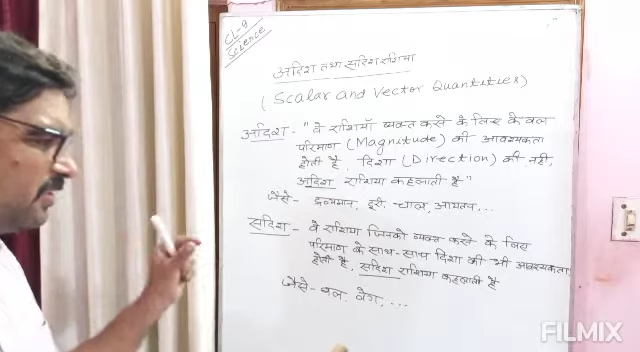 CL-9
Science
अदिश तथा सदिश राशियां
(Scalar and Vector Quantities)
अदिश - "वे राशियाँ व्यक्त करने के लिए केवल
परिमाण (Magnitude) की आवश्यकता
होती है, दिशा (Direction) की नहीं,
अदिश राशियां कहलाती है"
जैसे - द्रव्यमान, दूरी, चाल, आयतन, ...
सदिश - वे राशियां जिनको व्यक्त करने के लिए
परिमाण के साथ-साथ दिशा की भी आवश्यकता
होती है, सदिश राशियां कहलाती है
जैसे - बल, वेग, ...
FILMIX